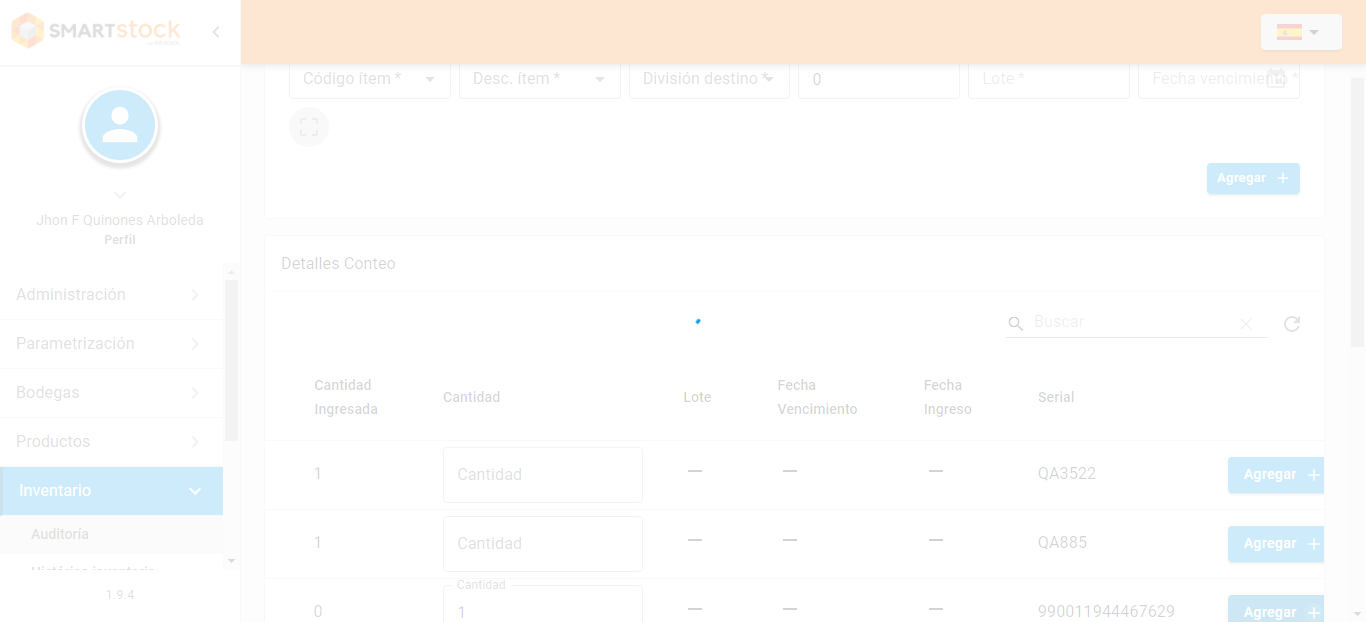 SMARTstock
Código ítem *
Desc. ítem *
División destino *
0
Lote *
Fecha vencimiento *
Agregar
Jhon F Quinones Arboleda
Perfil
Administración
Parametrización
Bodegas
Productos
Inventario
Auditoría
Histórico inventario
1.9.4
Detalles Conteo
Buscar
Cantidad
Ingresada
Cantidad
Lote
Fecha
Vencimiento
Fecha
Ingreso
Serial
1
Cantidad
—
—
—
QA3522
Agregar
1
Cantidad
—
—
—
QA885
Agregar
0
Cantidad
1
—
—
—
990011944467629
Agregar